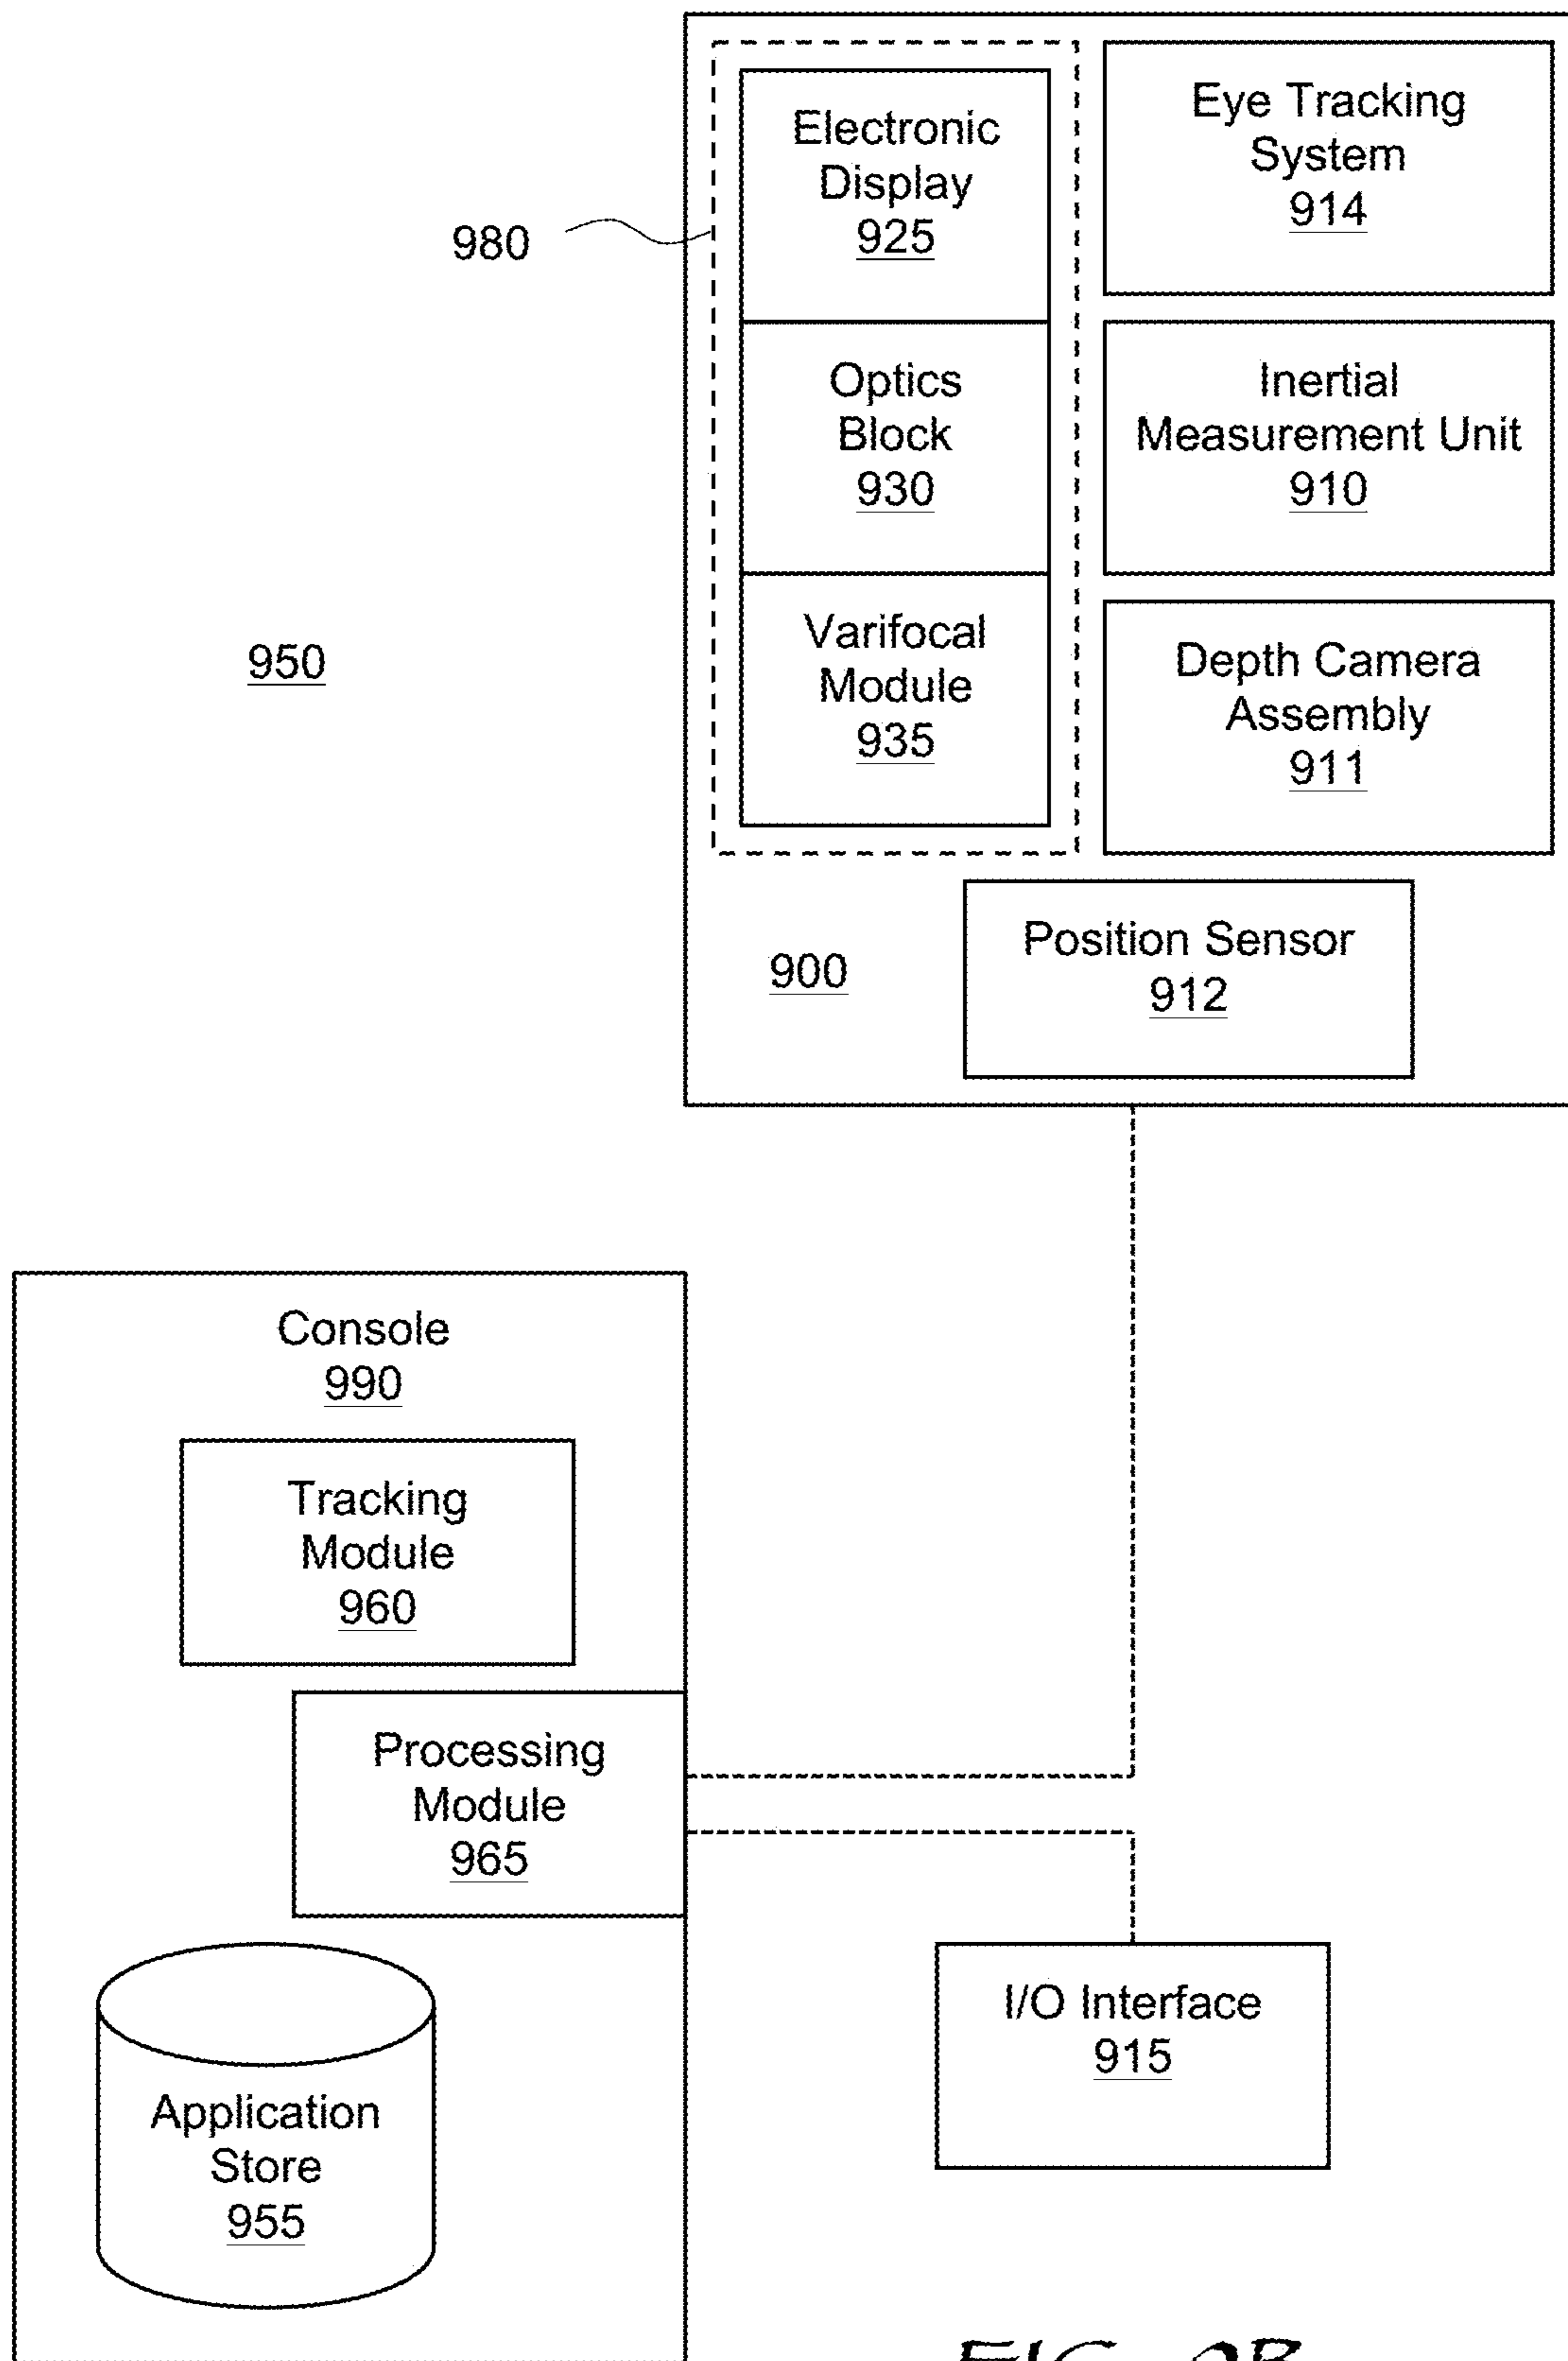 Electronic
Display
925
Eye Tracking
System
914
980
Optics
Block
930
Inertial
Measurement Unit
910
Varifocal
Module
935
Depth Camera
Assembly
911
950
900
Position Sensor
912
Console
990
Tracking
Module
960
Processing
Module
965
I/O Interface
915
Application
Store
955
FIG. 9B